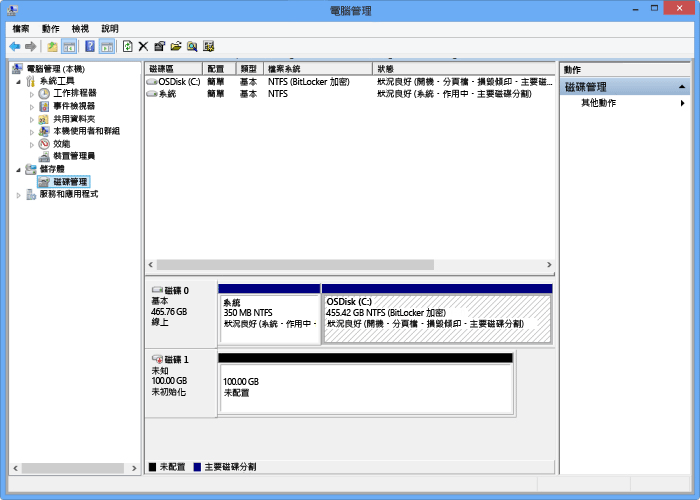 電腦管理
檔案 動作 檢視 說明
電腦管理 (本機)
系統工具
工作排程器
事件檢視器
共用資料夾
本機使用者和群組
效能
裝置管理員
儲存體
磁碟管理
服務和應用程式
磁碟區 配置 類型 檔案系統 狀態
OSDisk (C:) 簡單 基本 NTFS (BitLocker 加密) 狀況良好 (開機、分頁檔、損毀傾印、主要磁...
系統 簡單 基本 NTFS 狀況良好 (系統、作用中、主要磁碟分割)
動作
磁碟管理
其他動作
磁碟 0
基本
465.76 GB
線上
系統
350 MB NTFS
狀況良好 (系統、作用中、
OSDisk (C:)
455.42 GB NTFS (BitLocker 加密)
狀況良好 (開機、分頁檔、損毀傾印、主要磁碟分割)
磁碟 1
未知
100.00 GB
未初始化
100.00 GB
未配置
未配置 主要磁碟分割